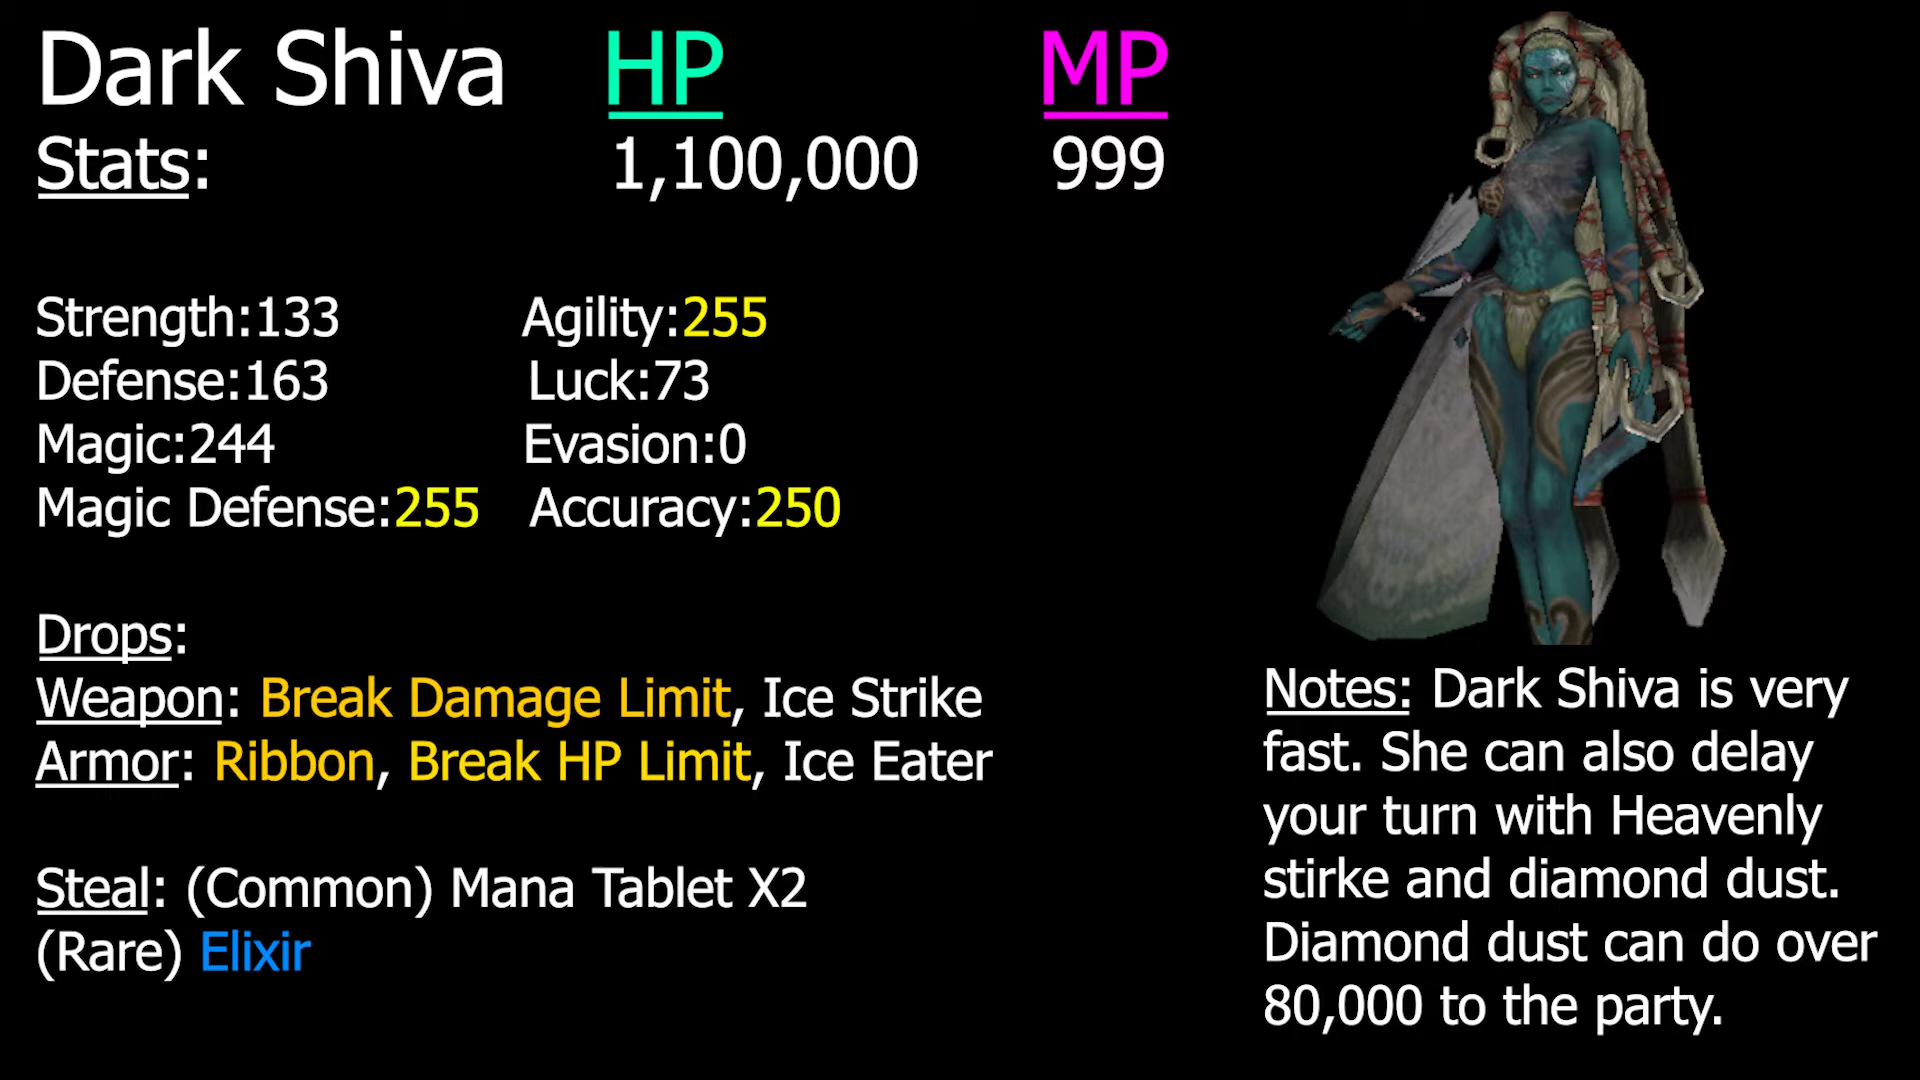 Dark Shiva HP MP
Stats: 1,100,000 999
Strength:133 Agility:255
Defense:163 Luck:73
Magic:244 Evasion:0
Magic Defense:255 Accuracy:250
Drops:
Weapon: Break Damage Limit, Ice Strike
Armor: Ribbon, Break HP Limit, Ice Eater
Steal: (Common) Mana Tablet X2
(Rare) Elixir
Notes: Dark Shiva is very
fast. She can also delay
your turn with Heavenly
stirke and diamond dust.
Diamond dust can do over
80,000 to the party.